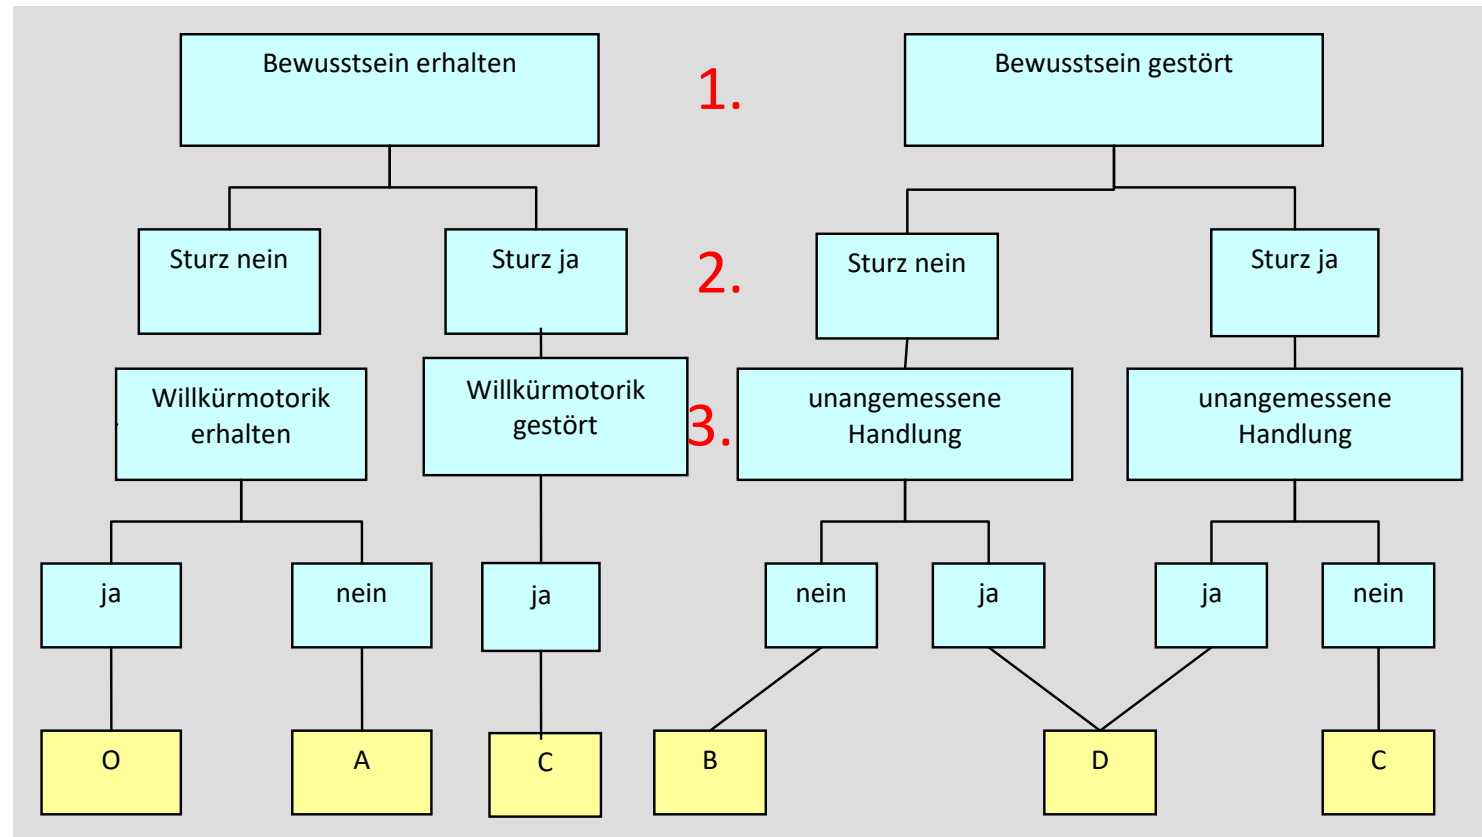 Bewusstsein erhalten
1.
Bewusstsein gestört
Sturz nein
Sturz ja
2.
Sturz nein
Sturz ja
Willkürmotorik
erhalten
Willkürmotorik
gestört
3.
unangemessene
Handlung
unangemessene
Handlung
ja
nein
ja
nein
ja
ja
nein
O
A
C
B
D
C